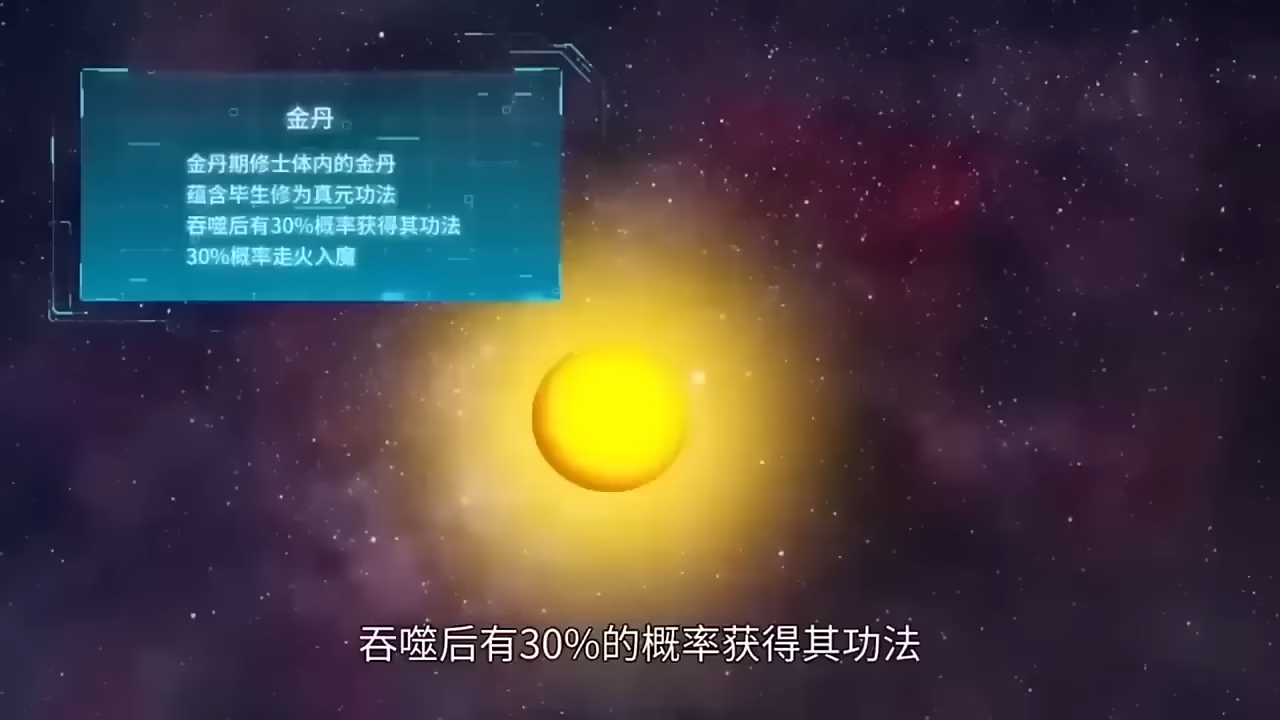 金丹
金丹期修士体内的金丹
蕴含毕生修为真元功法
吞噬后有30%概率获得其功法
30%概率走火入魔
吞噬后有30%的概率获得其功法